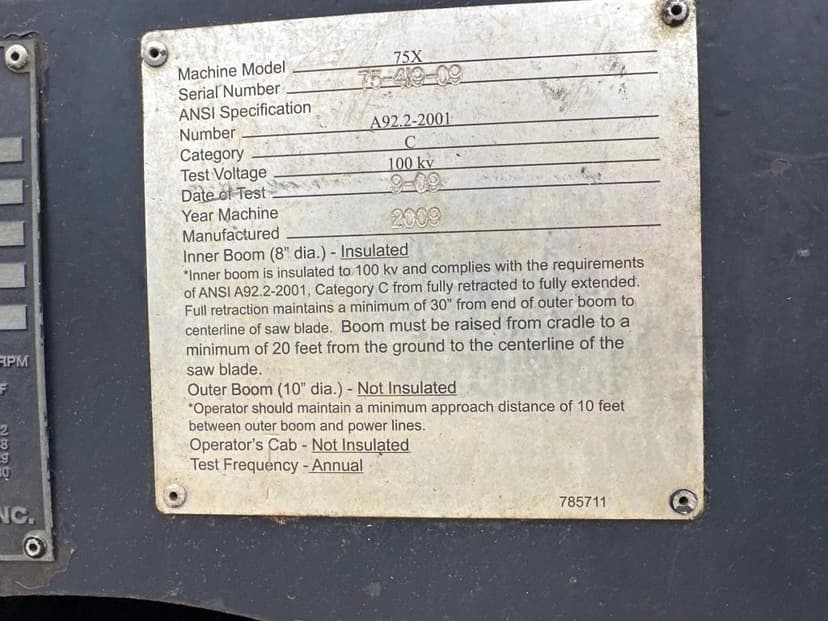 Machine Model 75X
Serial Number 75-419-09
ANSI Specification
Number A92.2-2001
Category C
Test Voltage 100 kv
Date of Test 9-09
Year Machine
Manufactured 2009
Inner Boom (8" dia.) - Insulated
*Inner boom is insulated to 100 kv and complies with the requirements
of ANSI A92.2-2001, Category C from fully retracted to fully extended.
Full retraction maintains a minimum of 30" from end of outer boom to
centerline of saw blade. Boom must be raised from cradle to a
minimum of 20 feet from the ground to the centerline of the
saw blade.
Outer Boom (10" dia.) - Not Insulated
*Operator should maintain a minimum approach distance of 10 feet
between outer boom and power lines.
Operator's Cab - Not Insulated
Test Frequency - Annual
785711
RPM
F
2
8
9
0
NC.